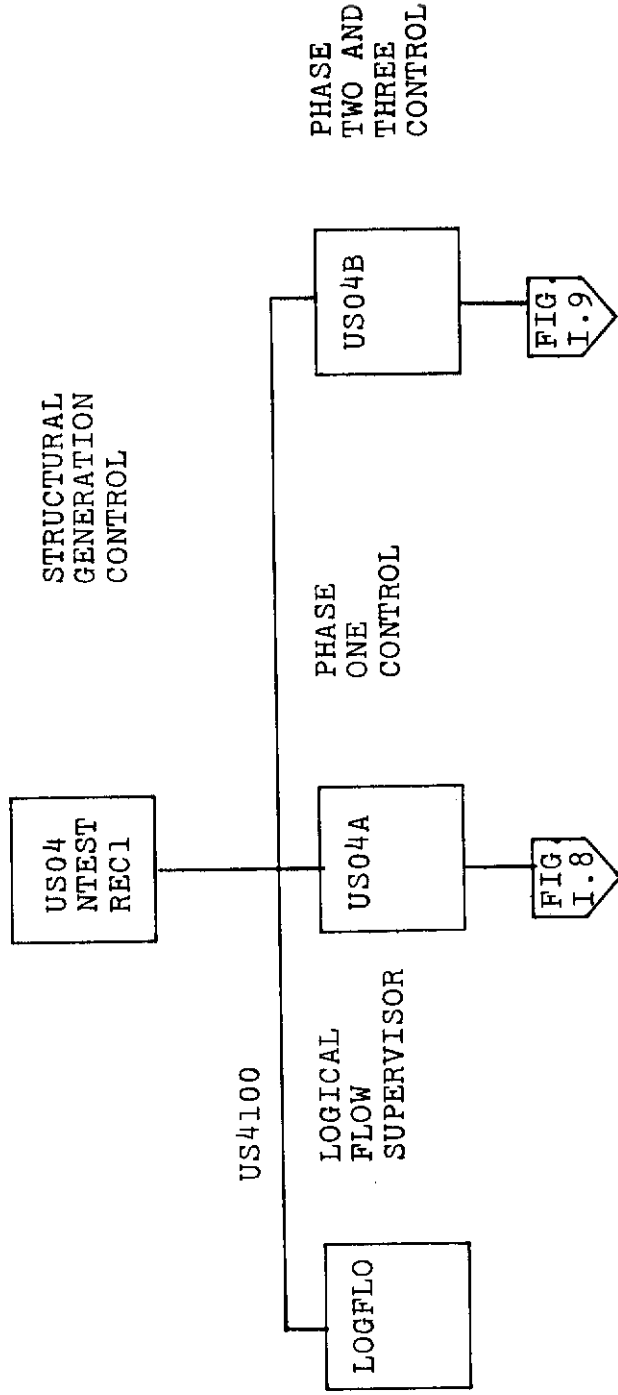 US04
NTEST
REC1
STRUCTURAL
GENERATION
CONTROL
US4100
LOGFLO
LOGICAL
FLOW
SUPERVISOR
US04A
PHASE
ONE
CONTROL
US04B
PHASE
TWO AND
THREE
CONTROL
FIG.
I.8
FIG.
I.9